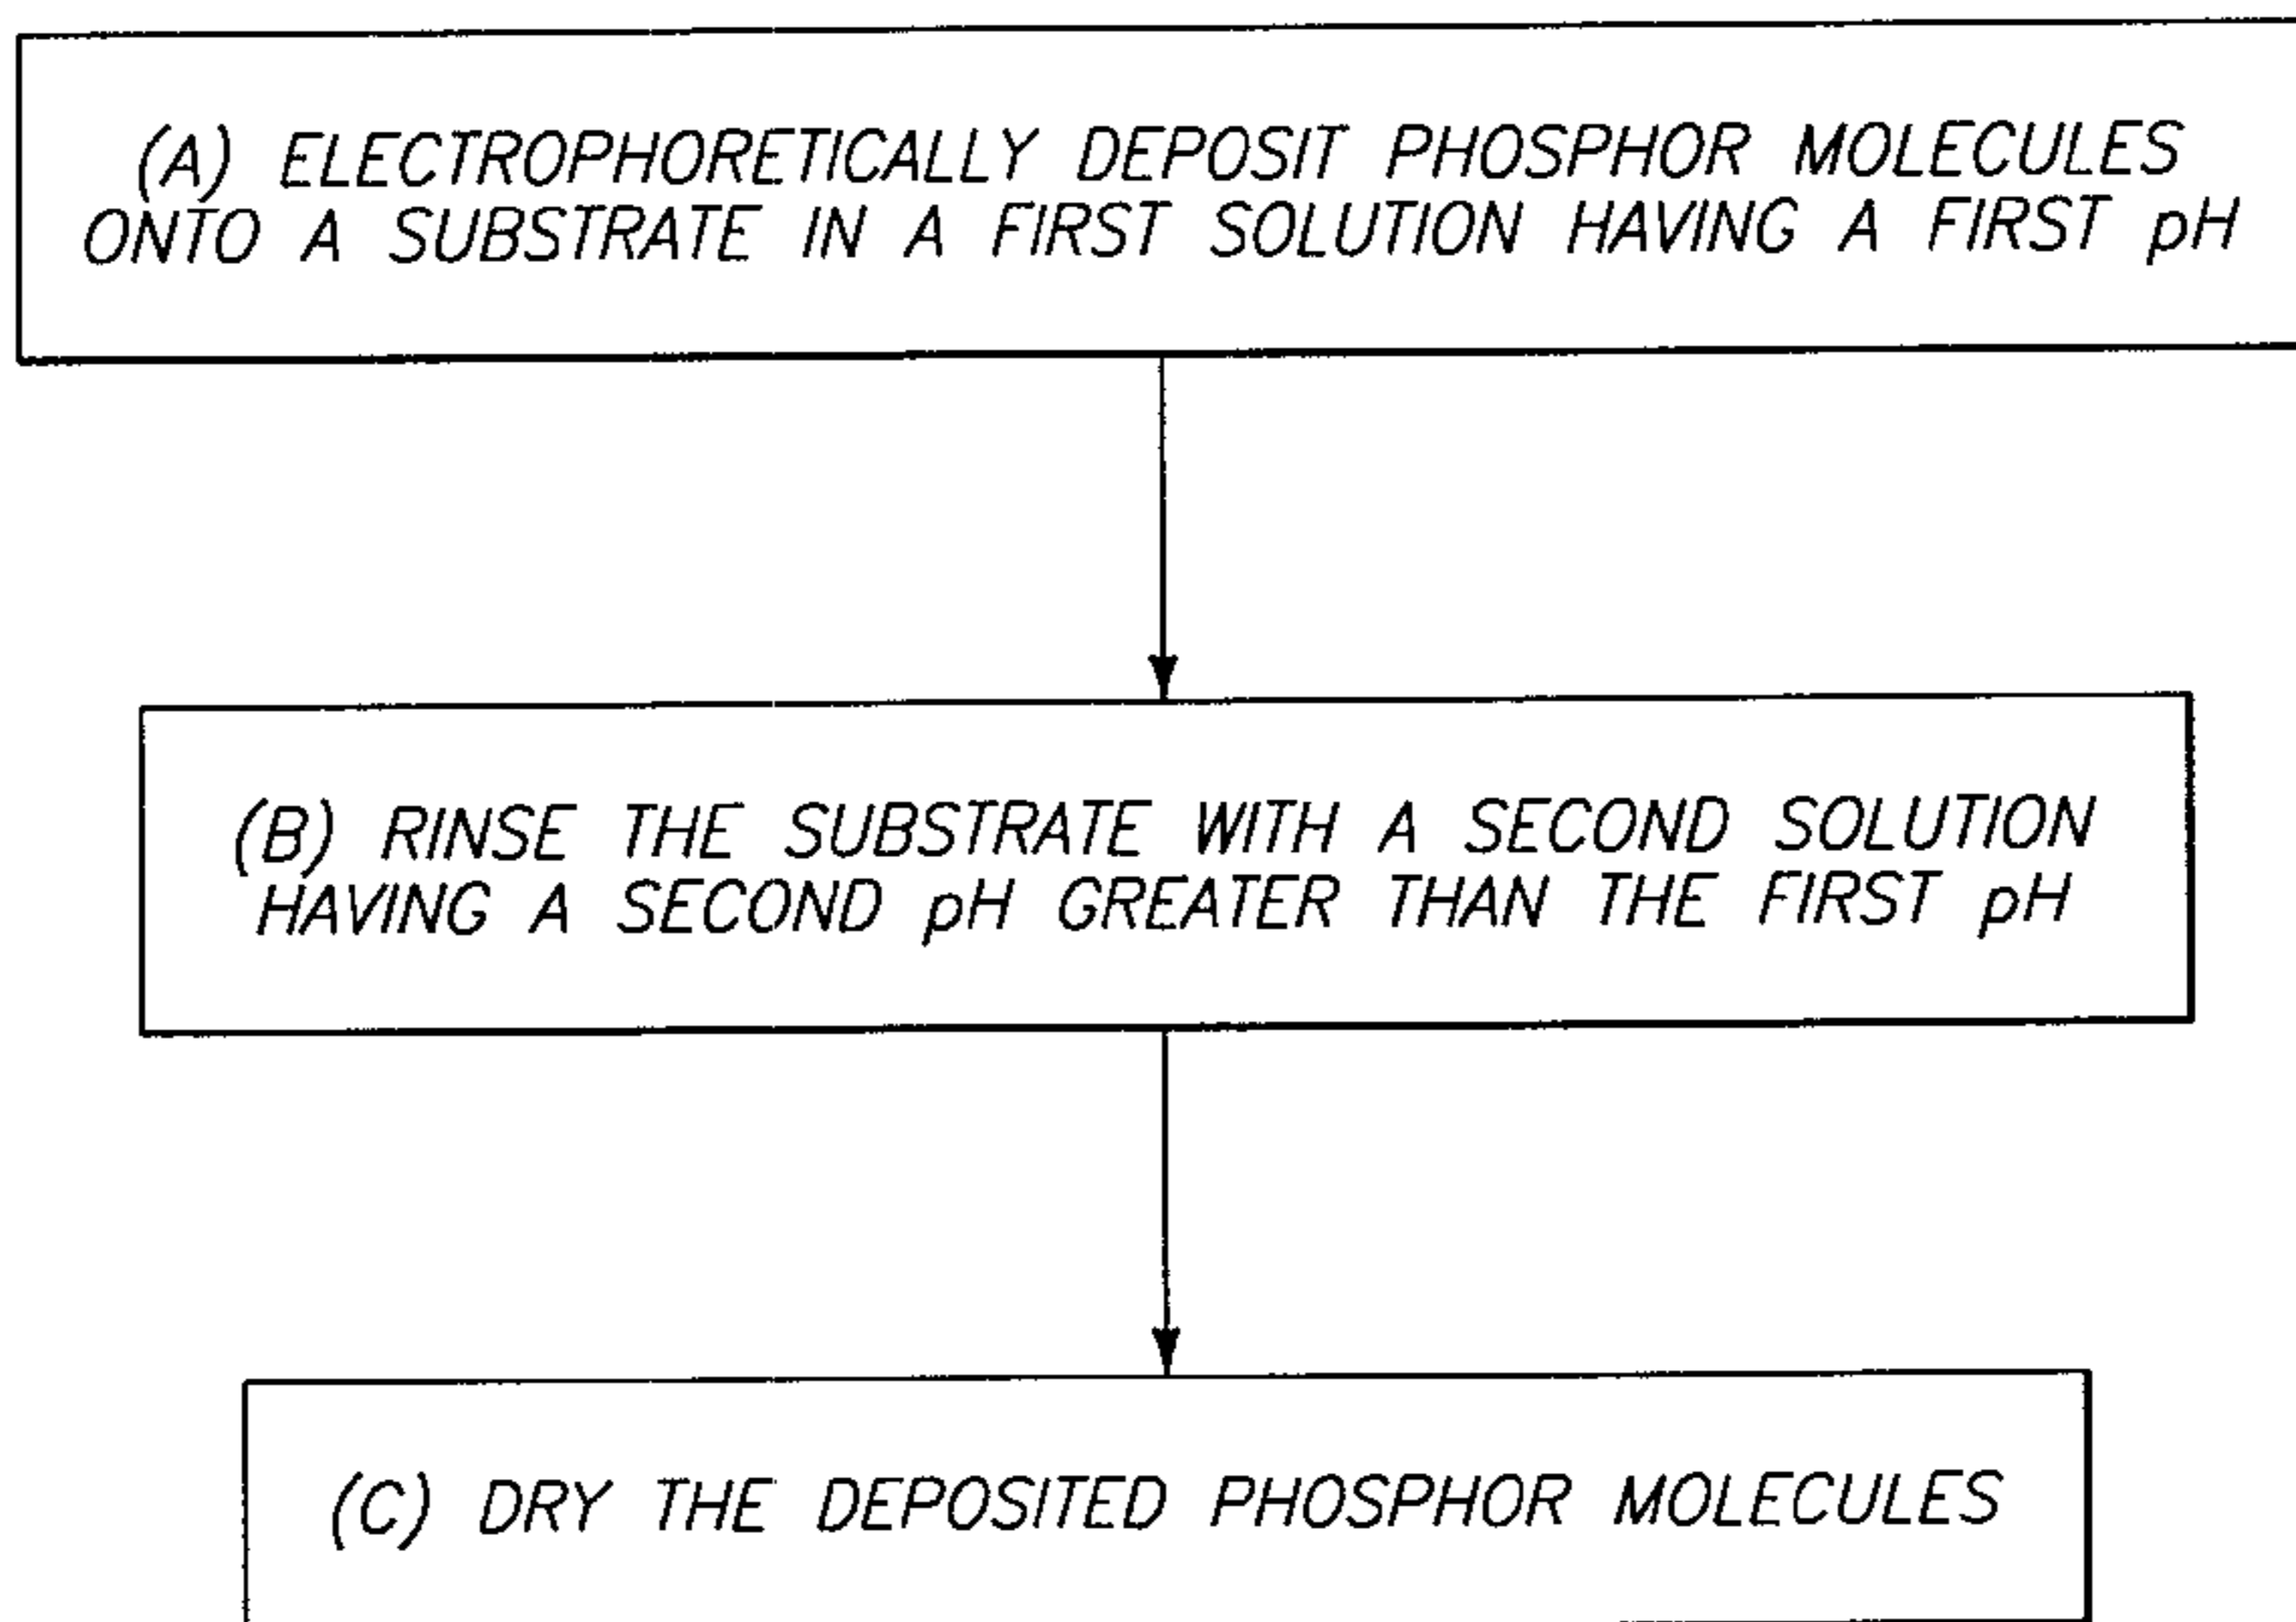 (A) ELECTROPHORETICALLY DEPOSIT PHOSPHOR MOLECULES
ONTO A SUBSTRATE IN A FIRST SOLUTION HAVING A FIRST pH
(B) RINSE THE SUBSTRATE WITH A SECOND SOLUTION
HAVING A SECOND pH GREATER THAN THE FIRST pH
(C) DRY THE DEPOSITED PHOSPHOR MOLECULES